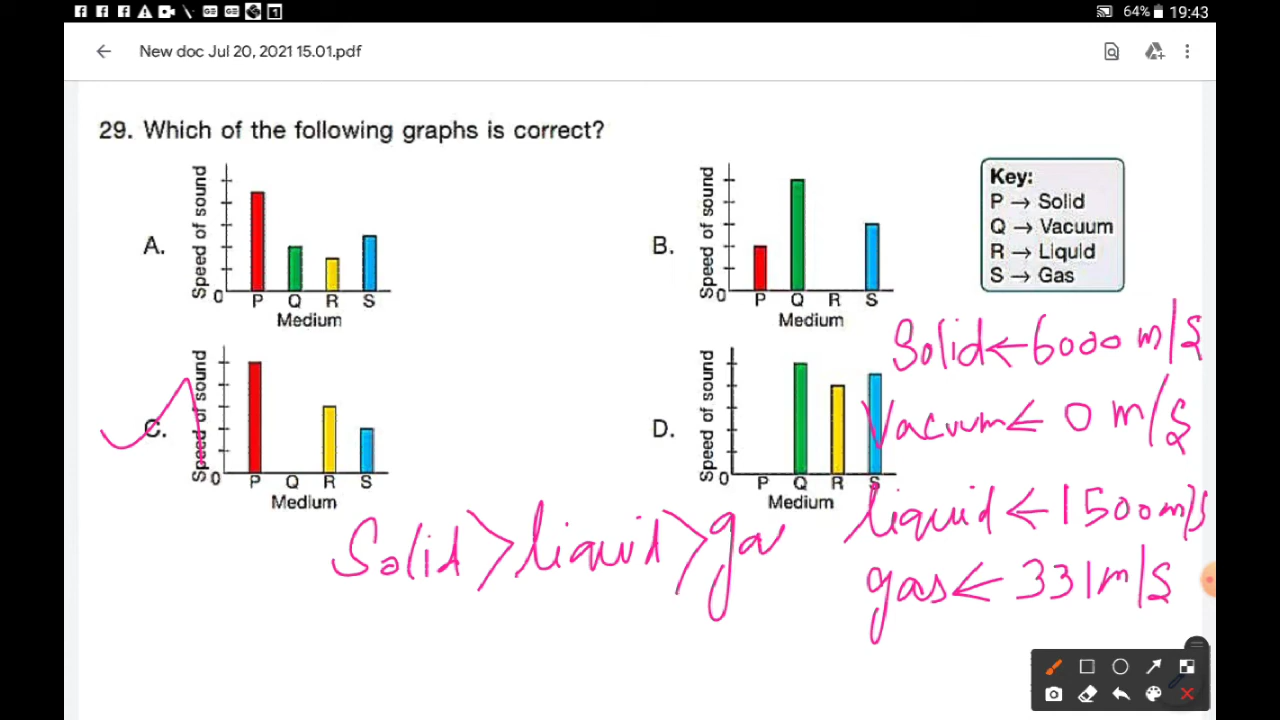 64% 19:43
New doc Jul 20, 2021 15.01.pdf
29. Which of the following graphs is correct?
A.
Speed of sound
0
P Q R S
Medium
B.
Speed of sound
0
P Q R S
Medium
Key:
P → Solid
Q → Vacuum
R → Liquid
S → Gas
C.
Speed of sound
0
P Q R S
Medium
D.
Speed of sound
0
P Q R S
Medium
Solid ← 6000 m/s
Vacuum ← 0 m/s
liquid ← 1500 m/s
gas ← 331 m/s
Solid > liquid > ga